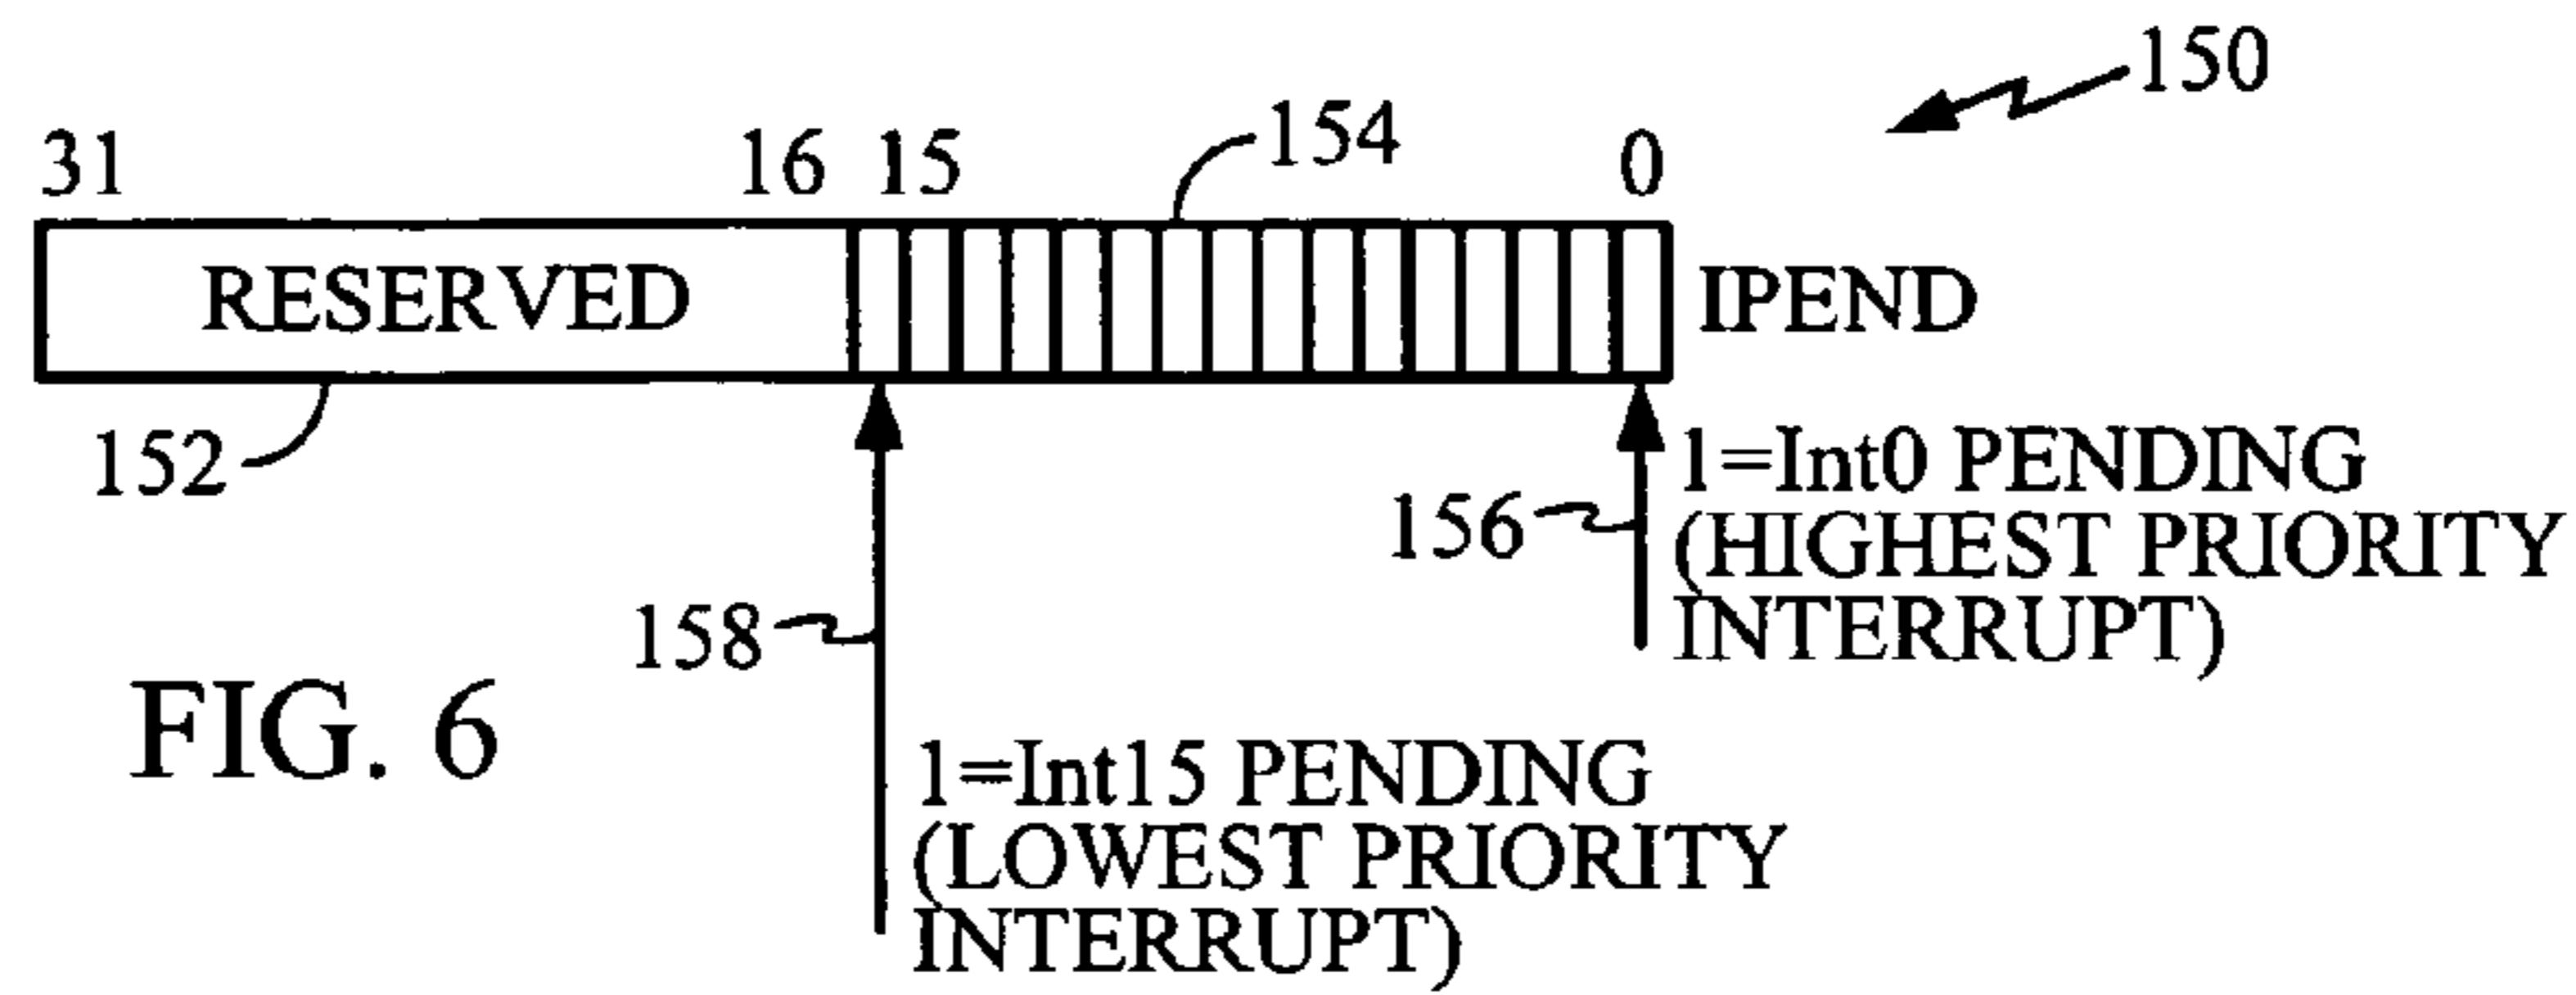 150
31 16 15 154 0
RESERVED IPEND
152
1=Int0 PENDING
156 (HIGHEST PRIORITY
INTERRUPT)
158
FIG. 6
1=Int15 PENDING
(LOWEST PRIORITY
INTERRUPT)